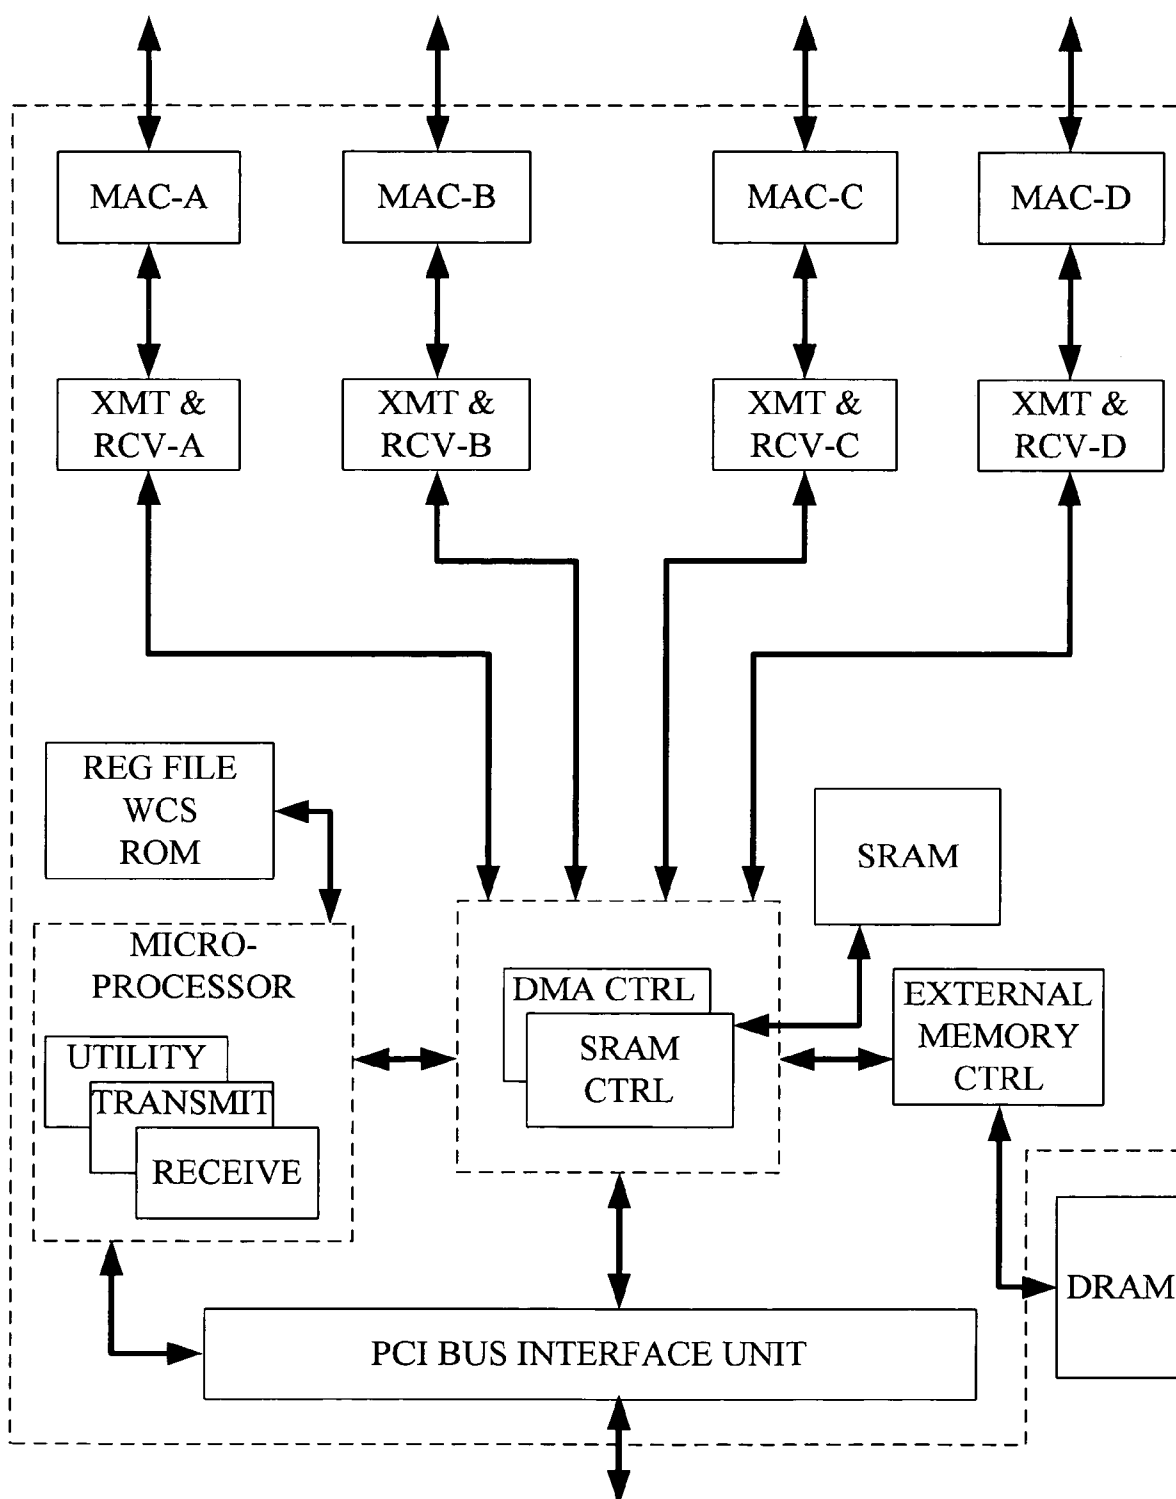 MAC-A
MAC-B
MAC-C
MAC-D
XMT &
RCV-A
XMT &
RCV-B
XMT &
RCV-C
XMT &
RCV-D
REG FILE
WCS
ROM
SRAM
MICRO-
PROCESSOR
UTILITY
TRANSMIT
RECEIVE
DMA CTRL
SRAM
CTRL
EXTERNAL
MEMORY
CTRL
DRAM
PCI BUS INTERFACE UNIT